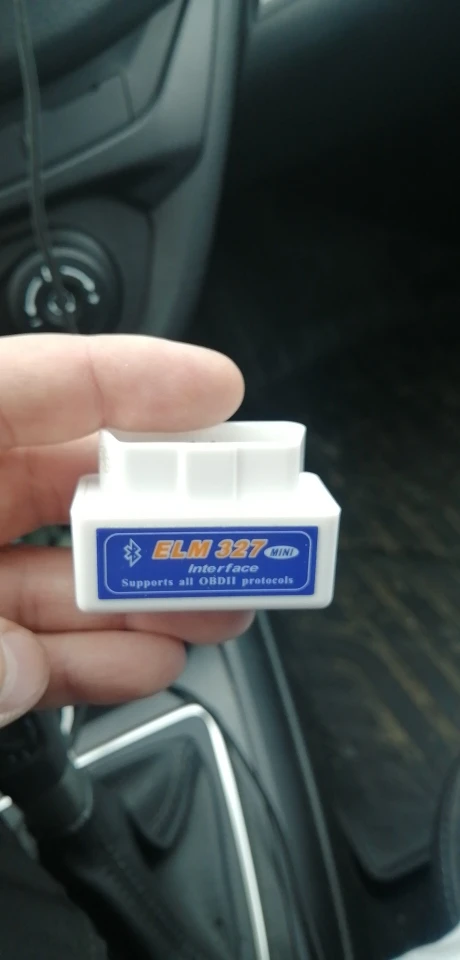 ELM 327 MINI
Interface
Supports all OBDII protocols